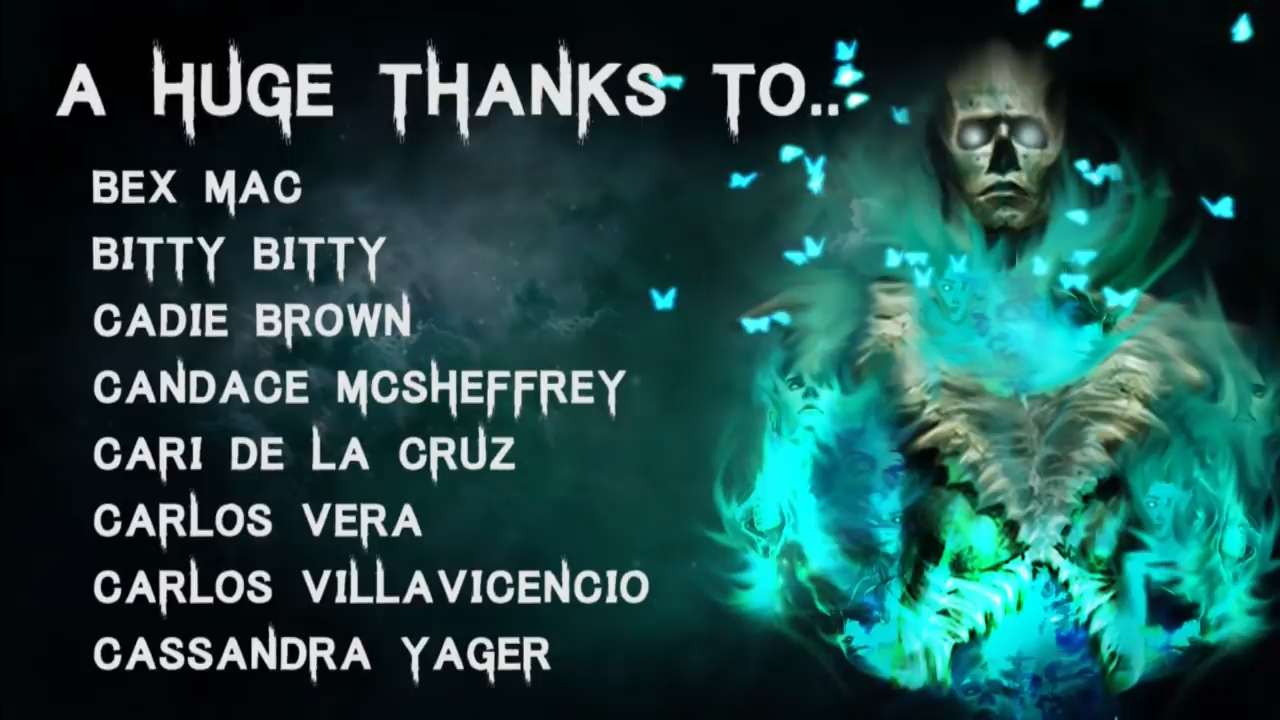 A HUGE THANKS TO..
BEX MAC
BITTY BITTY
CADIE BROWN
CANDACE MCSHEFFREY
CARI DE LA CRUZ
CARLOS VERA
CARLOS VILLAVICENCIO
CASSANDRA YAGER